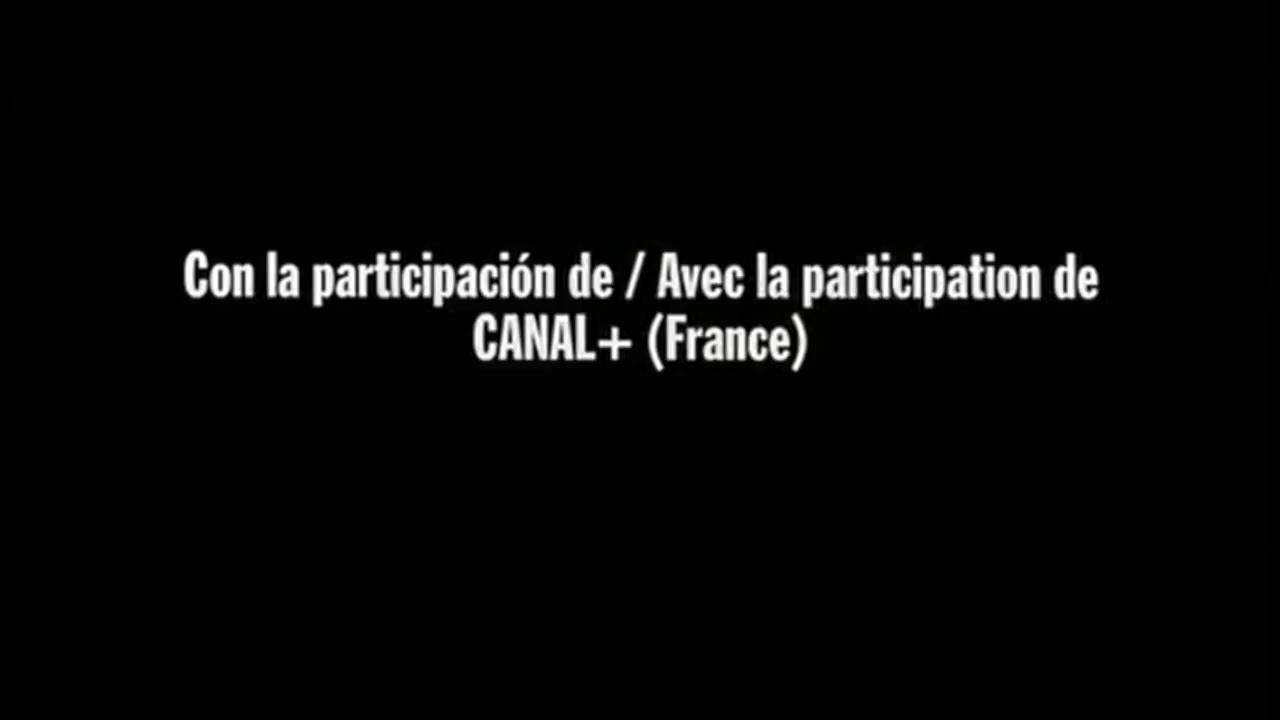 Con la participación de / Avec la participation de
CANAL+ (France)